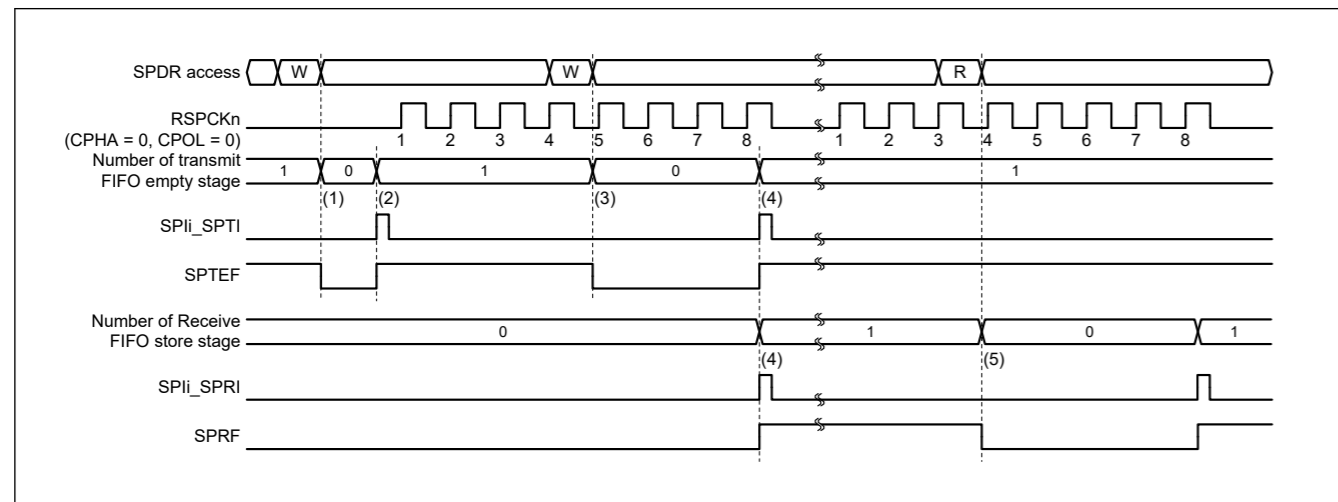 SPDR access W W R
RSPCKn
(CPHA = 0, CPOL = 0)
1 2 3 4 5 6 7 8 1 2 3 4 5 6 7 8
Number of transmit
FIFO empty stage
1 0 1 0 1
(1) (2) (3) (4)
SPIi_SPTI
SPTEF
Number of Receive
FIFO store stage
0 1 0 1
(4) (5)
SPIi_SPRI
SPRF